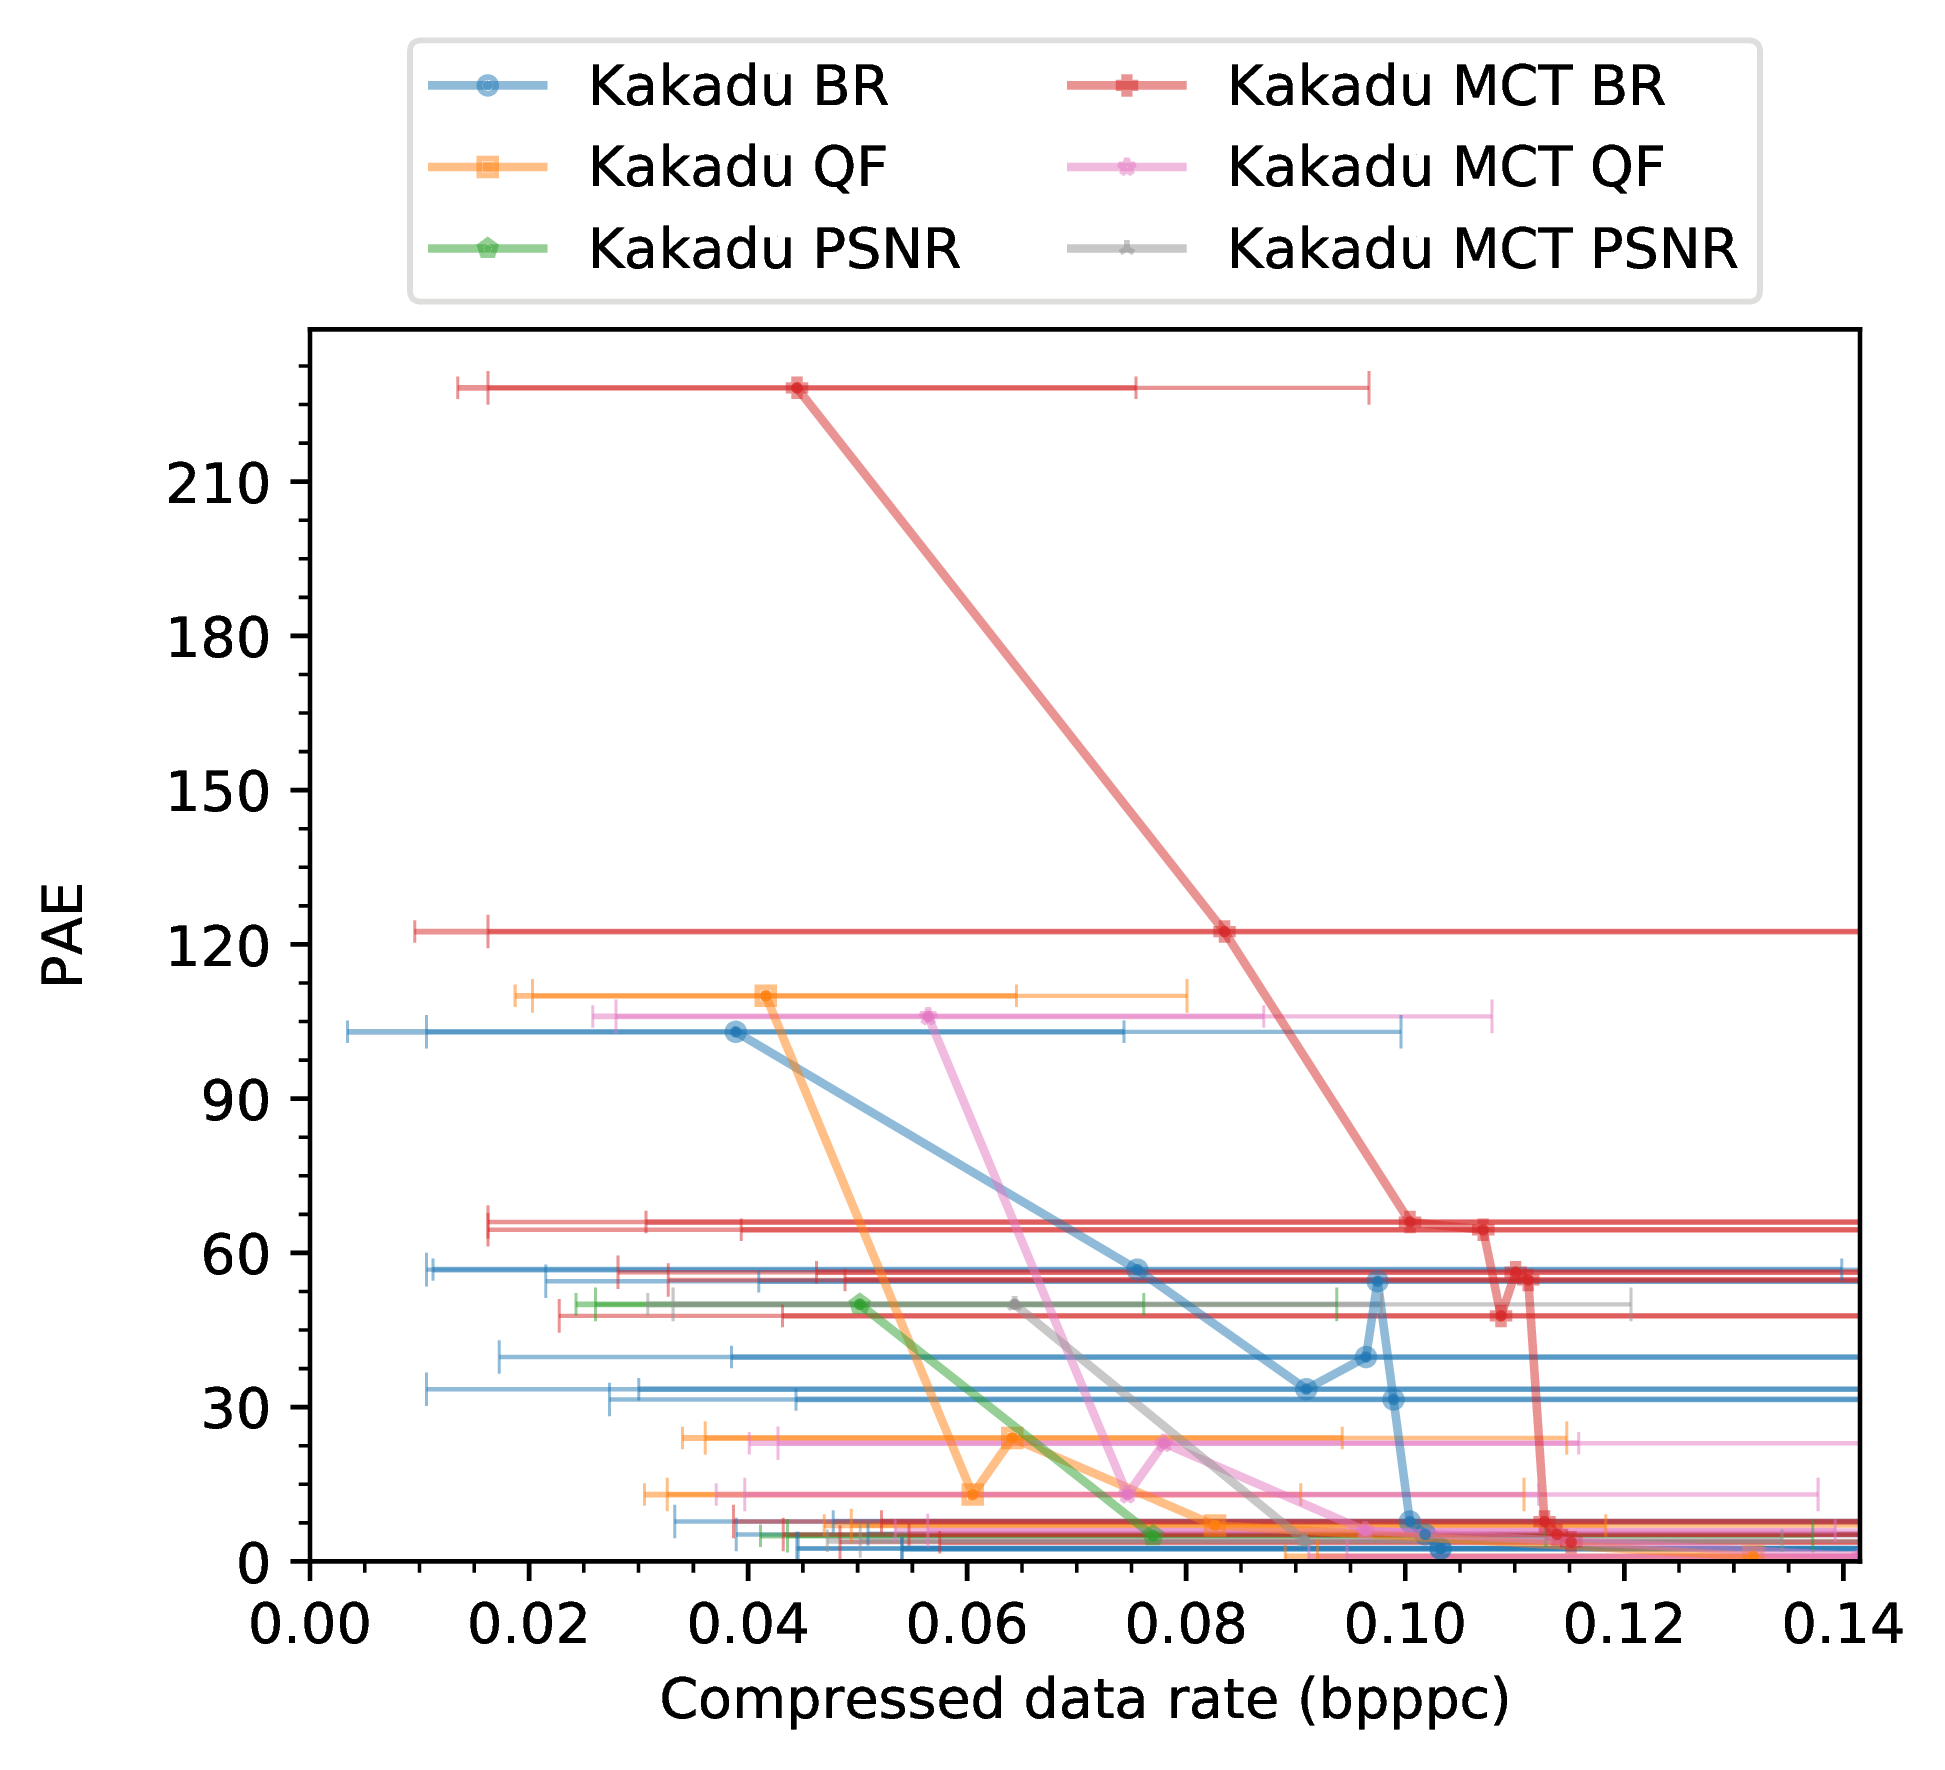 Kakadu BR
Kakadu QF
Kakadu PSNR
Kakadu MCT BR
Kakadu MCT QF
Kakadu MCT PSNR
PAE
210
180
150
120
90
60
30
0
0.00 0.02 0.04 0.06 0.08 0.10 0.12 0.14
Compressed data rate (bpppc)